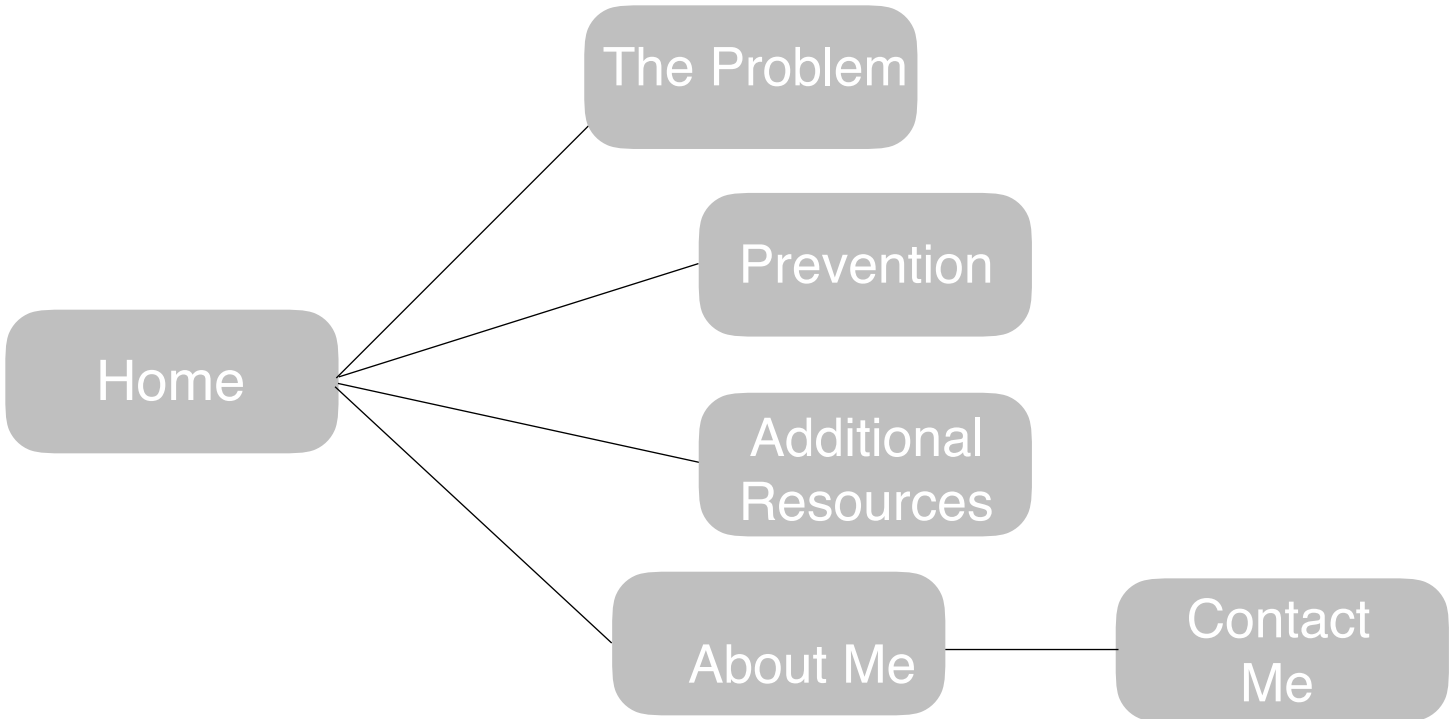 The Problem
Prevention
Home
Additional
Resources
About Me
Contact
Me